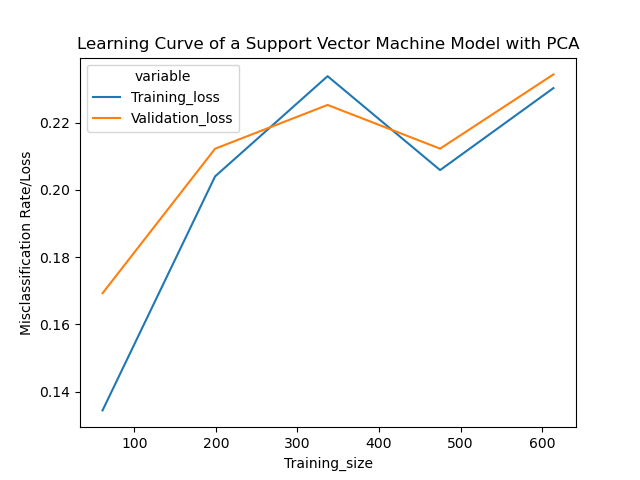 Learning Curve of a Support Vector Machine Model with PCA
variable
Training_loss
Validation_loss
Misclassification Rate/Loss
0.22
0.20
0.18
0.16
0.14
100 200 300 400 500 600
Training_size